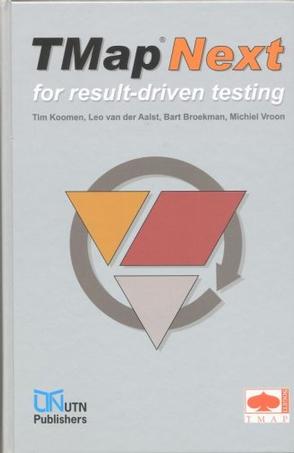 TMap® Next
for result-driven testing
Tim Koomen, Leo van der Aalst, Bart Broekman, Michiel Vroon
UTN
Publishers
TMAP